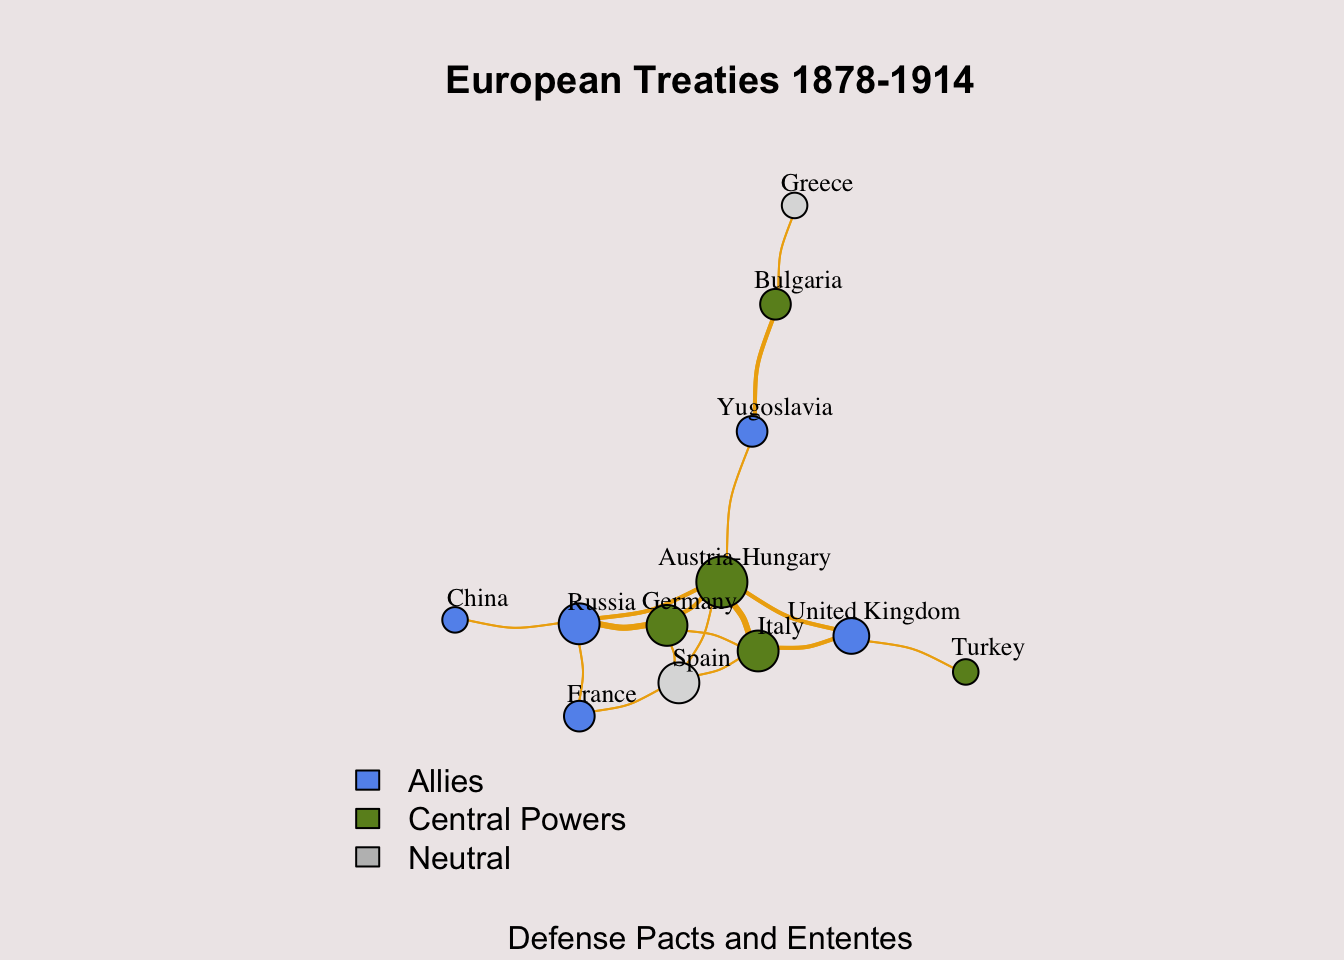 European Treaties 1878-1914
Greece
Bulgaria
Yugoslavia
Austria-Hungary
China
Russia
Germany
United Kingdom
Italy
Turkey
Spain
France
Allies
Central Powers
Neutral
Defense Pacts and Ententes